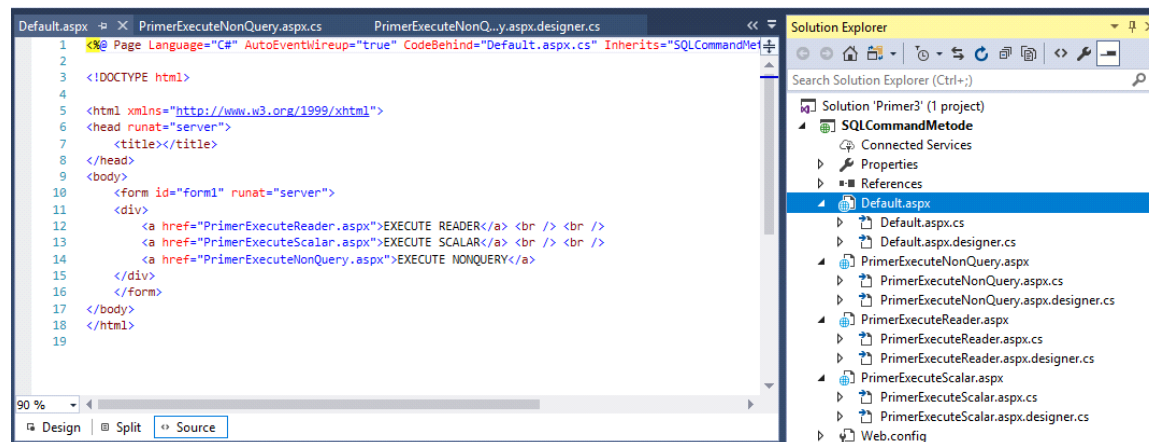 Default.aspx PrimerExecuteNonQuery.aspx.cs PrimerExecuteNonQ...y.aspx.designer.cs
1 <%@ Page Language="C#" AutoEventWireup="true" CodeBehind="Default.aspx.cs" Inherits="SQLCommandMet
2
3 <!DOCTYPE html>
4
5 <html xmlns="http://www.w3.org/1999/xhtml">
6 <head runat="server">
7 <title></title>
8 </head>
9 <body>
10 <form id="form1" runat="server">
11 <div>
12 <a href="PrimerExecuteReader.aspx">EXECUTE READER</a> <br /> <br />
13 <a href="PrimerExecuteScalar.aspx">EXECUTE SCALAR</a> <br /> <br />
14 <a href="PrimerExecuteNonQuery.aspx">EXECUTE NONQUERY</a>
15 </div>
16 </form>
17 </body>
18 </html>
19
90 %
Design Split Source
Solution Explorer
Search Solution Explorer (Ctrl+;)
Solution 'Primer3' (1 project)
SQLCommandMetode
Connected Services
Properties
References
Default.aspx
Default.aspx.cs
Default.aspx.designer.cs
PrimerExecuteNonQuery.aspx
PrimerExecuteNonQuery.aspx.cs
PrimerExecuteNonQuery.aspx.designer.cs
PrimerExecuteReader.aspx
PrimerExecuteReader.aspx.cs
PrimerExecuteReader.aspx.designer.cs
PrimerExecuteScalar.aspx
PrimerExecuteScalar.aspx.cs
PrimerExecuteScalar.aspx.designer.cs
Web.config